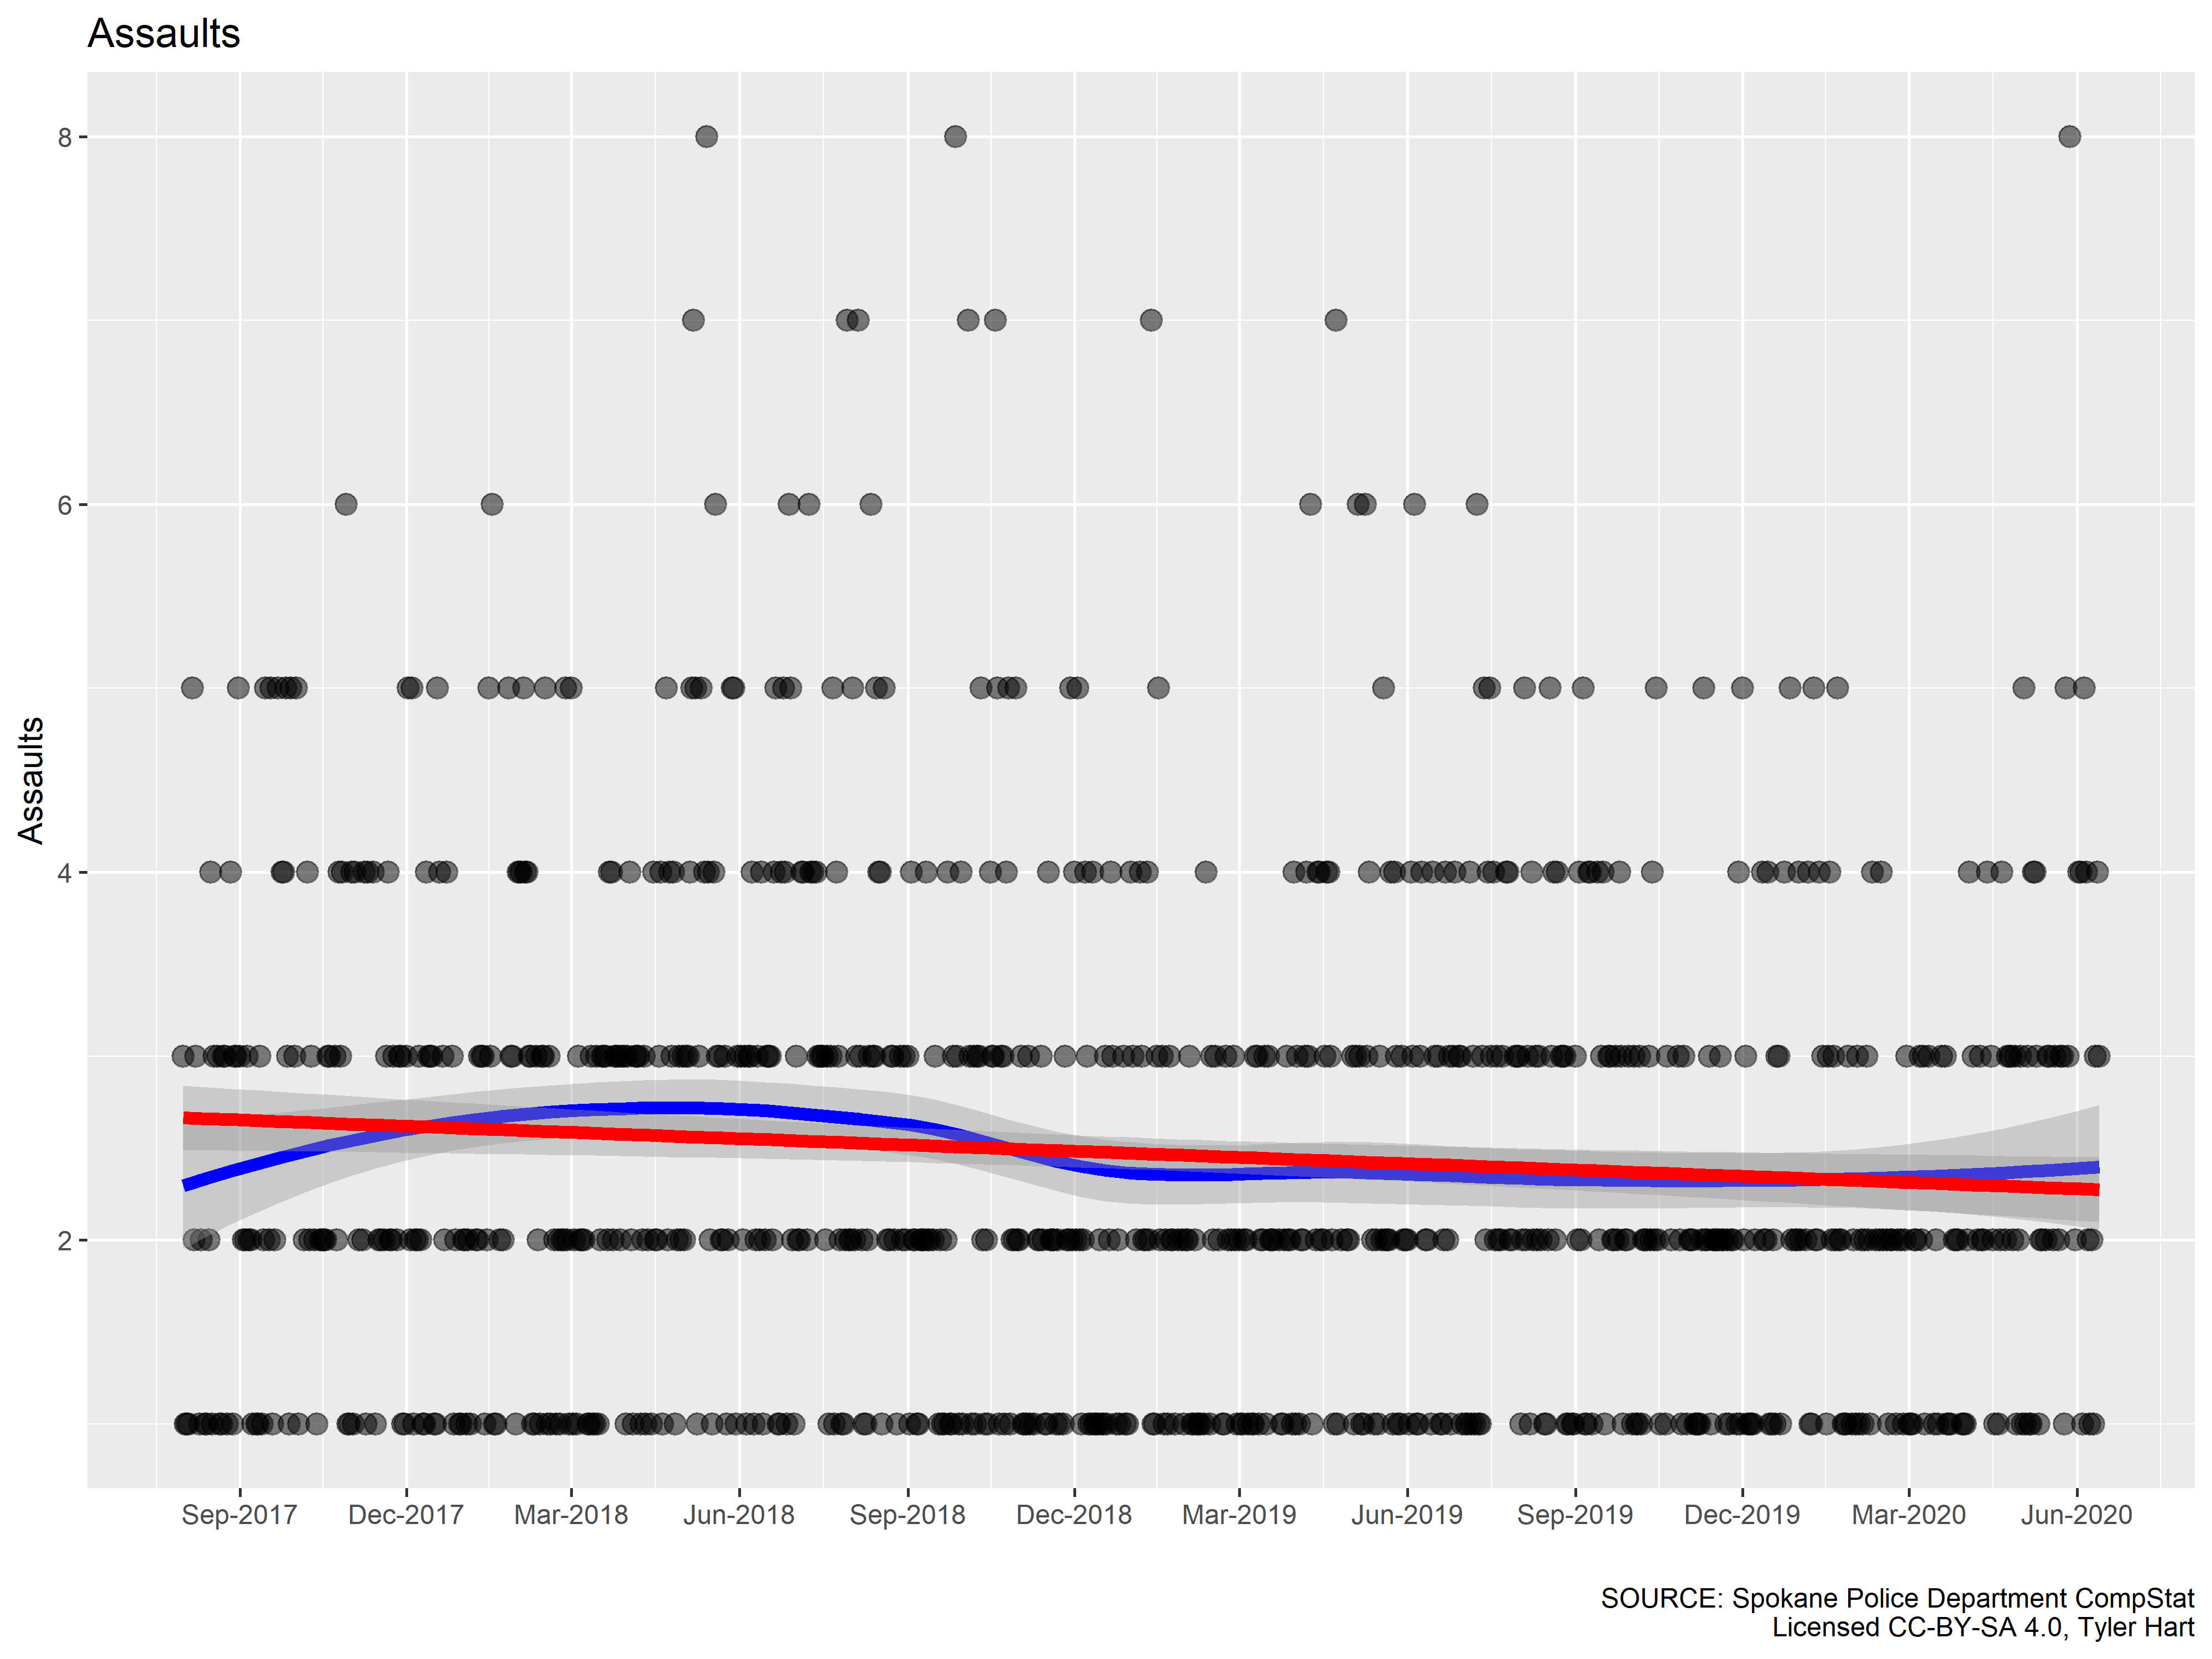 Assaults
8
6
4
2
Assaults
Sep-2017 Dec-2017 Mar-2018 Jun-2018 Sep-2018 Dec-2018 Mar-2019 Jun-2019 Sep-2019 Dec-2019 Mar-2020 Jun-2020
SOURCE: Spokane Police Department CompStat
Licensed CC-BY-SA 4.0, Tyler Hart